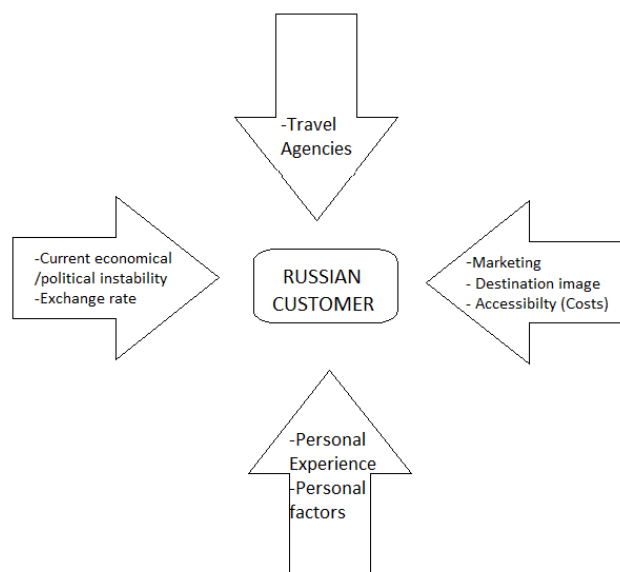 -Travel
Agencies
-Current economical
/political instability
-Exchange rate
RUSSIAN
CUSTOMER
-Marketing
- Destination image
- Accessibilty (Costs)
-Personal
Experience
-Personal
factors